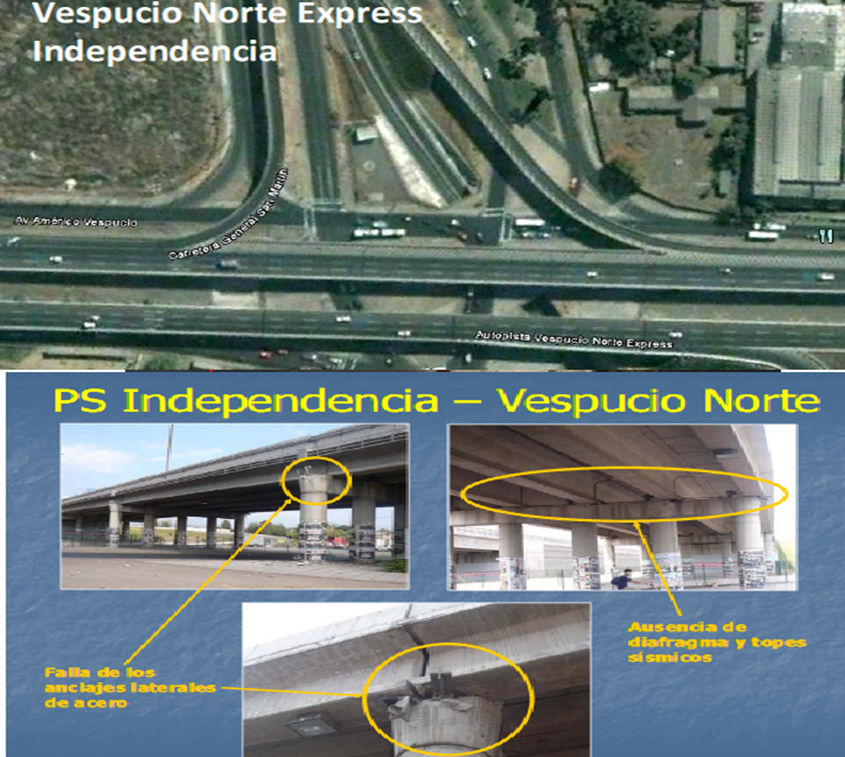 Vespucio Norte Express
Independencia
Av Américo Vespucio
Carretera General San Martín
Autopista Vespucio Norte Express
PS Independencia – Vespucio Norte
Ausencia de
diafragma y topes
sísmicos
Falla de los
anclajes laterales
de acero